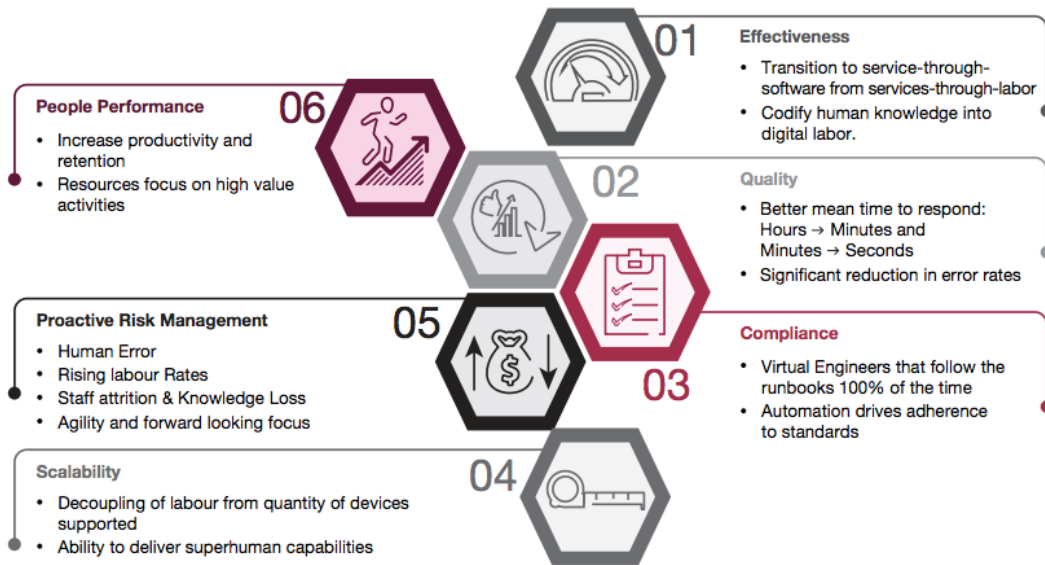 01
Effectiveness
• Transition to service-through-
software from services-through-labor
• Codify human knowledge into
digital labor.
02
Quality
• Better mean time to respond:
Hours → Minutes and
Minutes → Seconds
• Significant reduction in error rates
03
Compliance
• Virtual Engineers that follow the
runbooks 100% of the time
• Automation drives adherence
to standards
04
Scalability
• Decoupling of labour from quantity of devices
supported
• Ability to deliver superhuman capabilities
05
Proactive Risk Management
• Human Error
• Rising labour Rates
• Staff attrition & Knowledge Loss
• Agility and forward looking focus
$
06
People Performance
• Increase productivity and
retention
• Resources focus on high value
activities